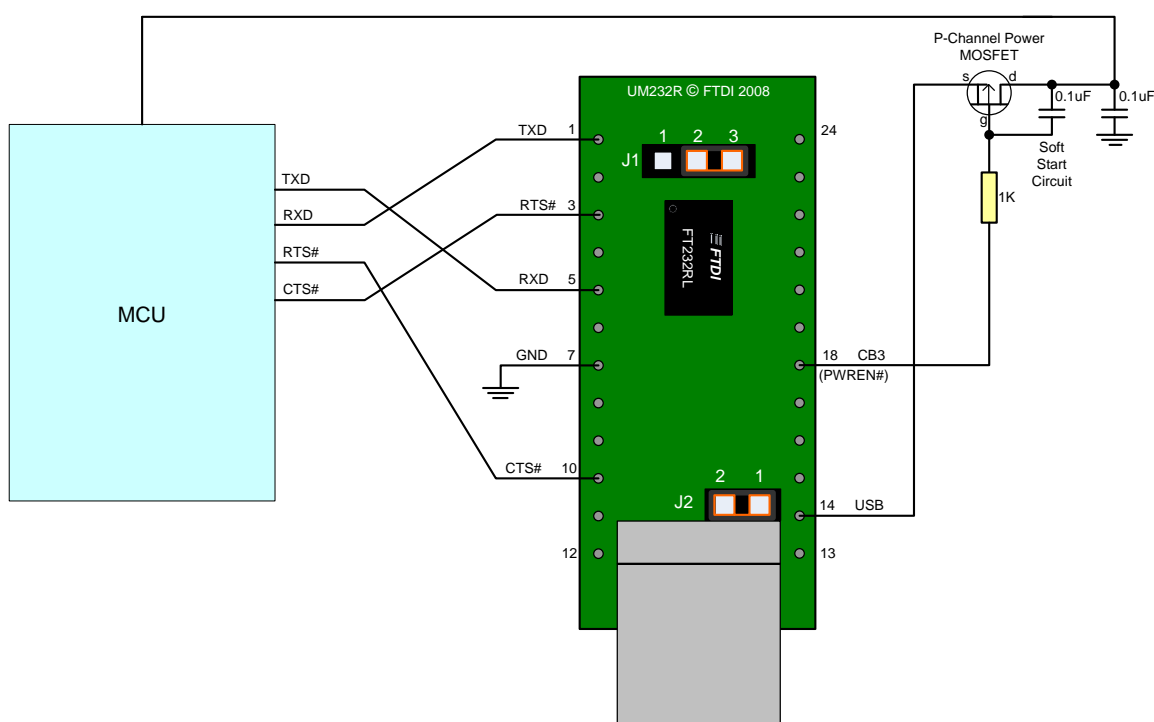 P-Channel Power
MOSFET
s
d
g
0.1uF
0.1uF
Soft
Start
Circuit
1K
UM232R © FTDI 2008
TXD 1
24
J1
1 2 3
TXD
RXD
RTS#
CTS#
MCU
RTS# 3
FTDI
FT232RL
RXD 5
GND 7
18 CB3
(PWREN#)
CTS# 10
J2
2 1
14 USB
12
13